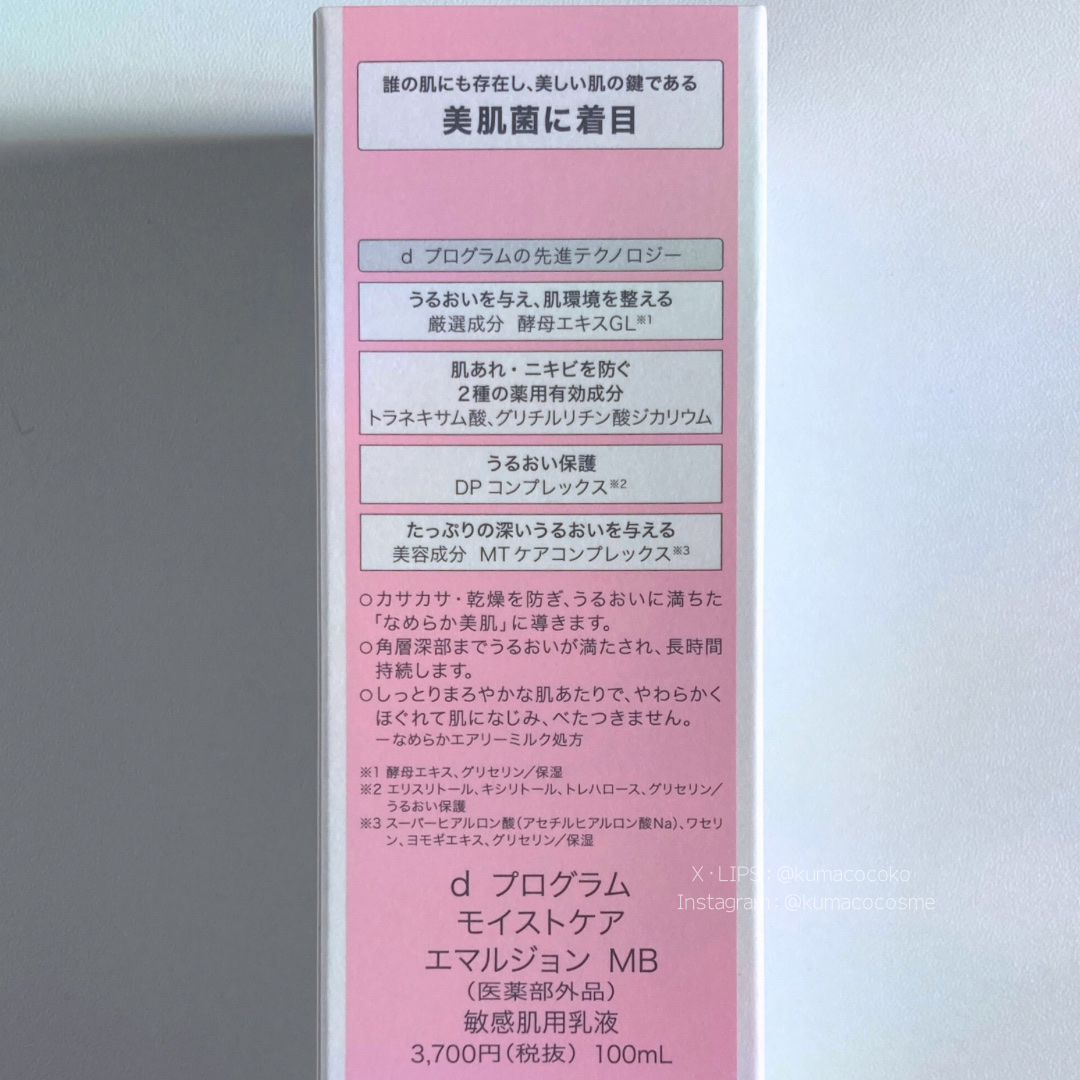 誰の肌にも存在し、美しい肌の鍵である
美肌菌に着目
d プログラムの先進テクノロジー
うるおいを与え、肌環境を整える
厳選成分 酵母エキスGL※1
肌あれ・ニキビを防ぐ
2種の薬用有効成分
トラネキサム酸、グリチルリチン酸ジカリウム
うるおい保護
DP コンプレックス※2
たっぷりの深いうるおいを与える
美容成分 MT ケアコンプレックス※3
○カサカサ・乾燥を防ぎ、うるおいに満ちた
「なめらか美肌」に導きます。
○角層深部までうるおいが満たされ、長時間
持続します。
○しっとりまろやかな肌あたりで、やわらかく
ほぐれて肌になじみ、べたつきません。
ーなめらかエアリーミルク処方
※1 酵母エキス、グリセリン／保湿
※2 エリスリトール、キシリトール、トレハロース、グリセリン／
うるおい保護
※3 スーパーヒアルロン酸（アセチルヒアルロン酸Na）、ワセリ
ン、ヨモギエキス、グリセリン／保湿
X・LIPS : @kumacocoko
Instagram : @kumacocosme
d プログラム
モイストケア
エマルジョン MB
（医薬部外品）
敏感肌用乳液
3,700円（税抜） 100mL